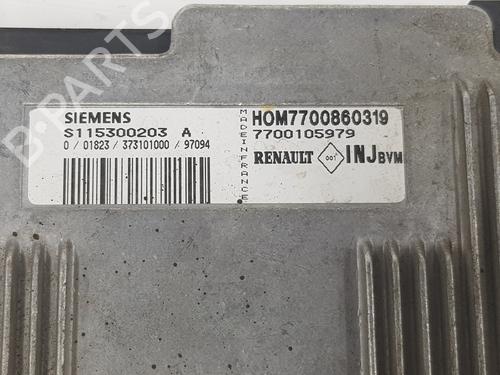 SIEMENS
S115300203 A
0 / 01823 / 373101000 / 97094
MADE IN FRANCE
HOM7700860319
7700105979
RENAULT 001 INJ BVM
B-PARTS